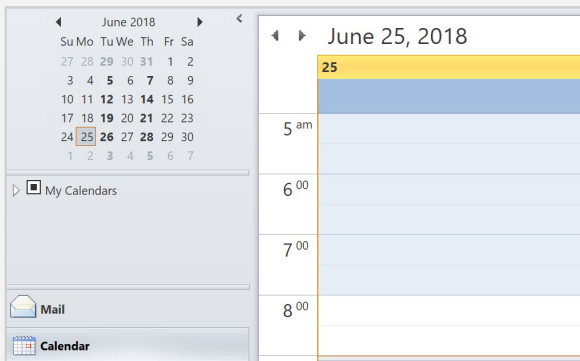 June 2018
Su Mo Tu We Th Fr Sa
27 28 29 30 31 1 2
3 4 5 6 7 8 9
10 11 12 13 14 15 16
17 18 19 20 21 22 23
24 25 26 27 28 29 30
1 2 3 4 5 6 7
My Calendars
Mail
Calendar
June 25, 2018
25
5 am
6 00
7 00
8 00